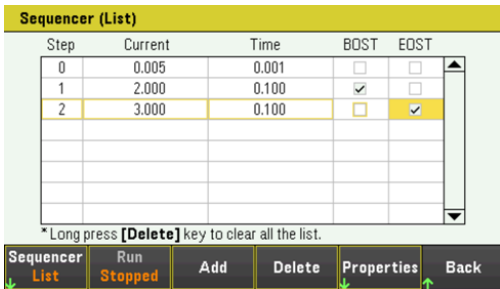 Sequencer (List)
Step Current Time BOST EOST
0 0.005 0.001
1 2.000 0.100
2 3.000 0.100
* Long press [Delete] key to clear all the list.
Sequencer Run Add Delete Properties Back
List Stopped